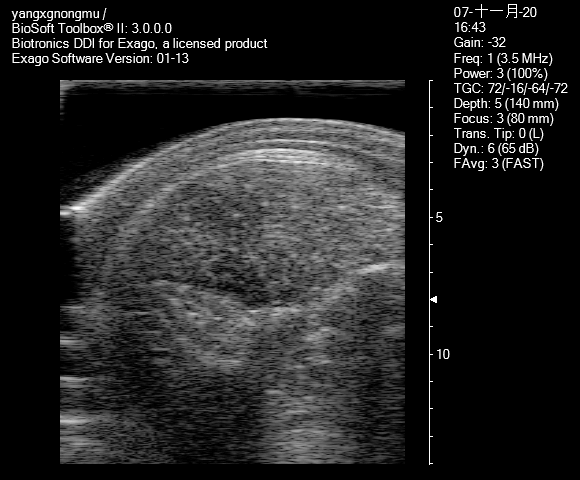 yangxgnongmu /
BioSoft Toolbox® II: 3.0.0.0
Biotronics DDI for Exago, a licensed product
Exago Software Version: 01-13
07-十一月-20
16:43
Gain: -32
Freq: 1 (3.5 MHz)
Power: 3 (100%)
TGC: 72/-16/-64/-72
Depth: 5 (140 mm)
Focus: 3 (80 mm)
Trans. Tip: 0 (L)
Dyn.: 6 (65 dB)
FAvg: 3 (FAST)
5
10